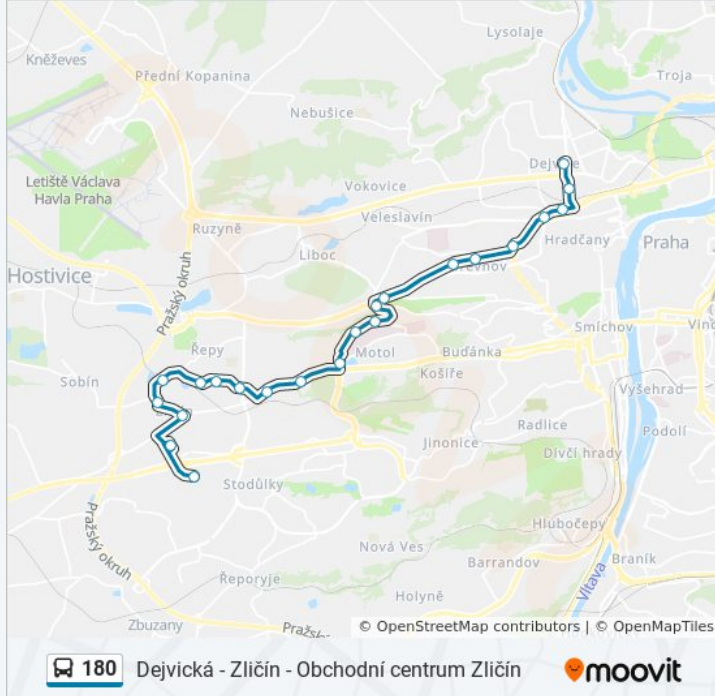 Lysolaje
Kněževes
Přední Kopanina
Troja
Nebušice
Letiště Václava
Havla Praha
Vokovice
Veleslavín
Ruzyně
Hradčany
Praha
Liboc
Hostivice
Pražský okruh
Smíchov
Řepy
Motol
Buďánka
Košíře
Sobín
Vyšehrad
Radlice
Podolí
Jinonice
Dívčí hrady
Stodůlky
Pražský okruh
Hlubočepy
Nová Ves
Barrandov
Braník
Řeporyje
Vltava
Holyně
Zbuzany
© OpenStreetMap contributors | © OpenMapTiles
180 Dejvická - Zličín - Obchodní centrum Zličín
moovit